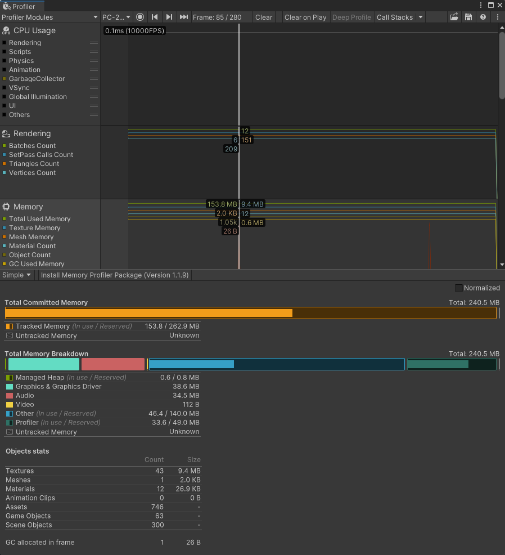 Profiler
Profiler Modules PC-2... Frame: 85 / 280 Clear Clear on Play Deep Profile Call Stacks
CPU Usage
0.1ms (10000FPS)
Rendering
Scripts
Physics
Animation
GarbageCollector
VSync
Global Illumination
UI
Others
Rendering
Batches Count
SetPass Calls Count
Triangles Count
Vertices Count
12
6 151
209
Memory
Total Used Memory
Texture Memory
Mesh Memory
Material Count
Object Count
GC Used Memory
153.8 MB 9.4 MB
2.0 KB 12
1.05k 0.6 MB
26 B
Simple Install Memory Profiler Package (Version 1.1.9)
Normalized
Total Committed Memory Total: 240.5 MB
Tracked Memory (In use / Reserved) 153.8 / 262.9 MB
Untracked Memory Unknown
Total Memory Breakdown Total: 240.5 MB
Managed Heap (In use / Reserved) 0.6 / 0.8 MB
Graphics & Graphics Driver 38.6 MB
Audio 34.5 MB
Video 112 B
Other (In use / Reserved) 46.4 / 140.0 MB
Profiler (In use / Reserved) 33.6 / 49.0 MB
Untracked Memory Unknown
Objects stats
Count Size
Textures 43 9.4 MB
Meshes 1 2.0 KB
Materials 12 26.9 KB
Animation Clips 0 0 B
Assets 746 -
Game Objects 63 -
Scene Objects 300 -
GC allocated in frame 1 26 B